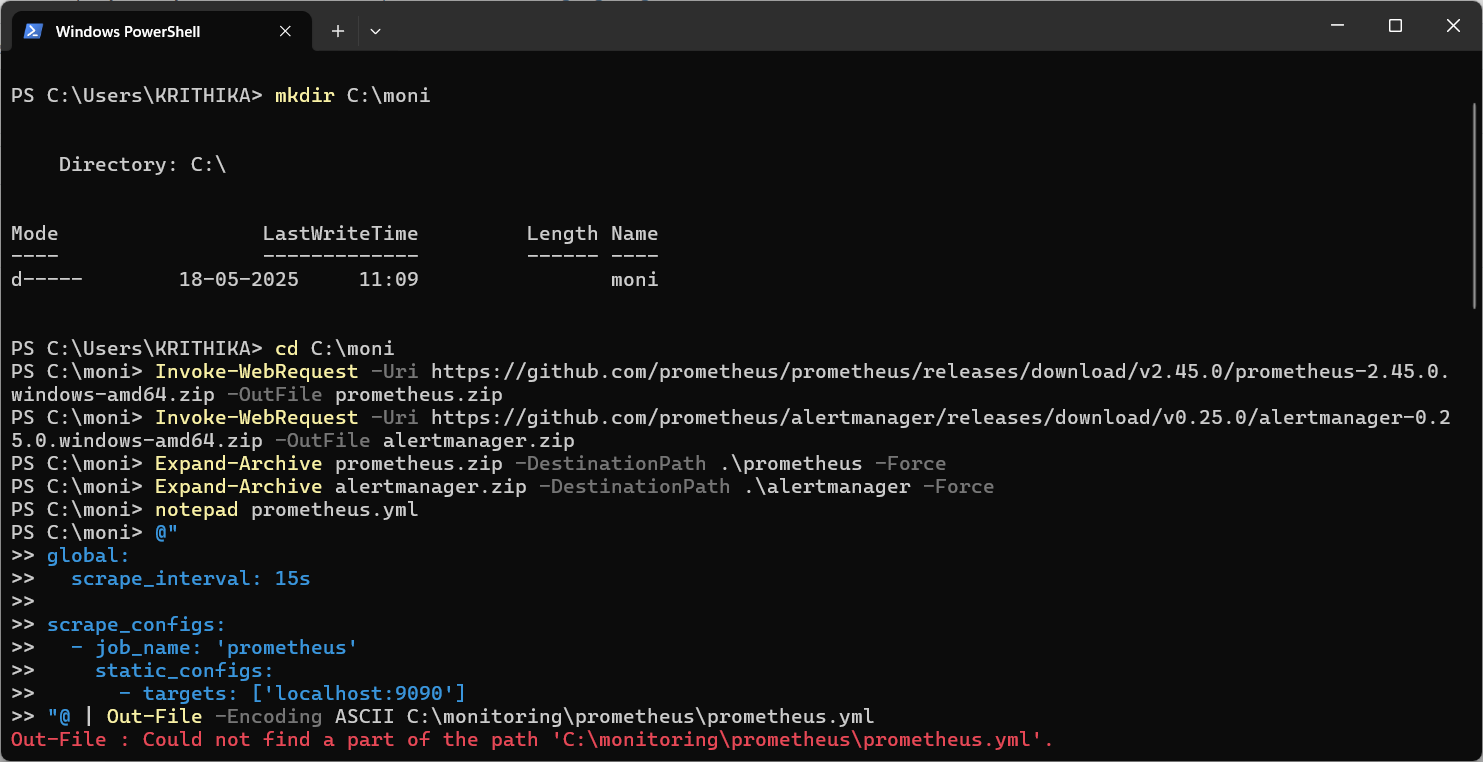 Windows PowerShell
PS C:\Users\KRITHIKA> mkdir C:\moni
Directory: C:\
Mode                 LastWriteTime         Length Name
----                 -------------         ------ ----
d-----        18-05-2025     11:09                moni
PS C:\Users\KRITHIKA> cd C:\moni
PS C:\moni> Invoke-WebRequest -Uri https://github.com/prometheus/prometheus/releases/download/v2.45.0/prometheus-2.45.0.
windows-amd64.zip -OutFile prometheus.zip
PS C:\moni> Invoke-WebRequest -Uri https://github.com/prometheus/alertmanager/releases/download/v0.25.0/alertmanager-0.2
5.0.windows-amd64.zip -OutFile alertmanager.zip
PS C:\moni> Expand-Archive prometheus.zip -DestinationPath .\prometheus -Force
PS C:\moni> Expand-Archive alertmanager.zip -DestinationPath .\alertmanager -Force
PS C:\moni> notepad prometheus.yml
PS C:\moni> @"
>> global:
>>   scrape_interval: 15s
>>
>> scrape_configs:
>>   - job_name: 'prometheus'
>>     static_configs:
>>       - targets: ['localhost:9090']
>> "@ | Out-File -Encoding ASCII C:\monitoring\prometheus\prometheus.yml
Out-File : Could not find a part of the path 'C:\monitoring\prometheus\prometheus.yml'.